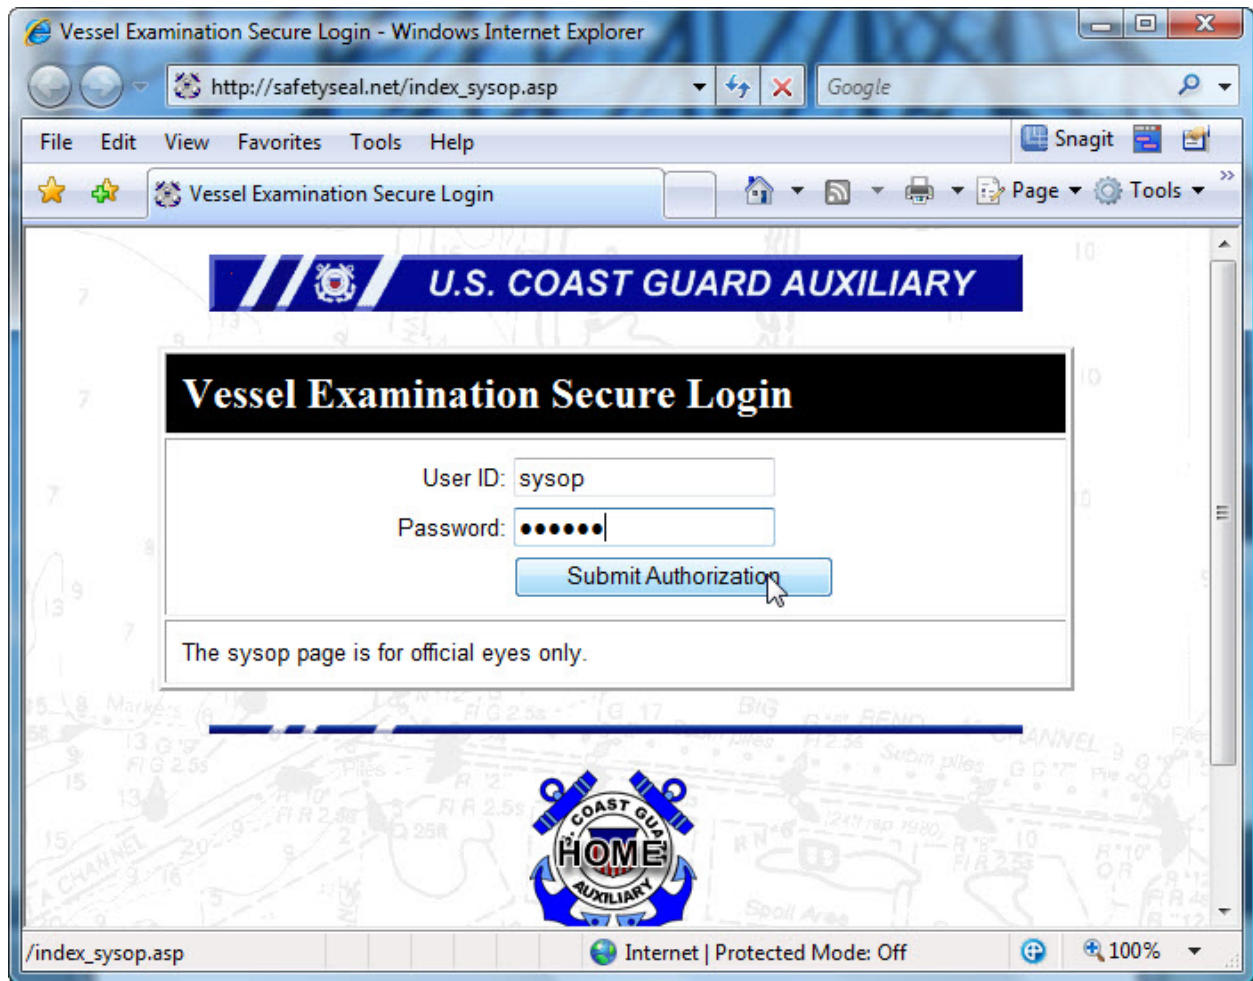 Vessel Examination Secure Login - Windows Internet Explorer
http://safetyseal.net/index_sysop.asp
Google
File Edit View Favorites Tools Help
Snagit
Vessel Examination Secure Login
Page Tools
U.S. COAST GUARD AUXILIARY
Vessel Examination Secure Login
User ID: sysop
Password: ●●●●●●
Submit Authorization
The sysop page is for official eyes only.
U.S. COAST GUARD
HOME
AUXILIARY
/index_sysop.asp
Internet | Protected Mode: Off
100%